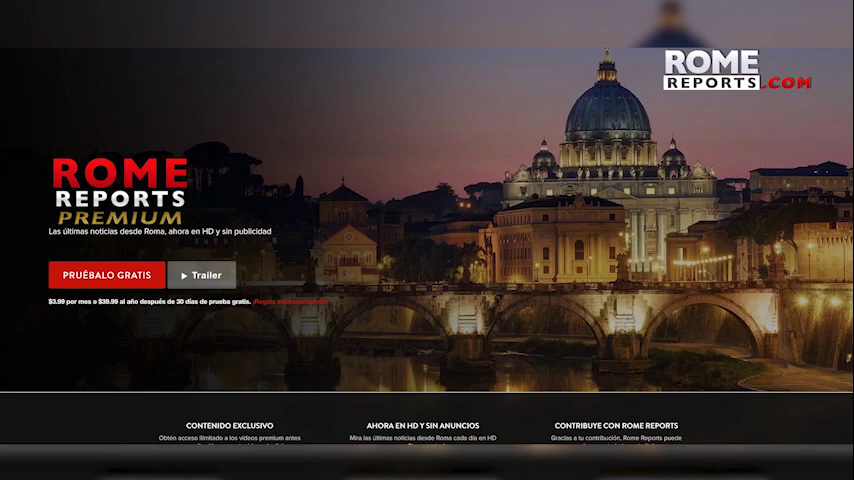 ROME
REPORTS.COM
ROME
REPORTS
PREMIUM
Las últimas noticias desde Roma, ahora en HD y sin publicidad
PRUÉBALO GRATIS
Trailer
$3.99 por mes o $39.99 al año después de 30 días de prueba gratis. ¡Regala
CONTENIDO EXCLUSIVO
AHORA EN HD Y SIN ANUNCIOS
CONTRIBUYE CON ROME REPORTS
Obtén acceso ilimitado a los videos premium antes
Mira las últimas noticias desde Roma cada día en HD
Gracias a tu contribución, Rome Reports puede